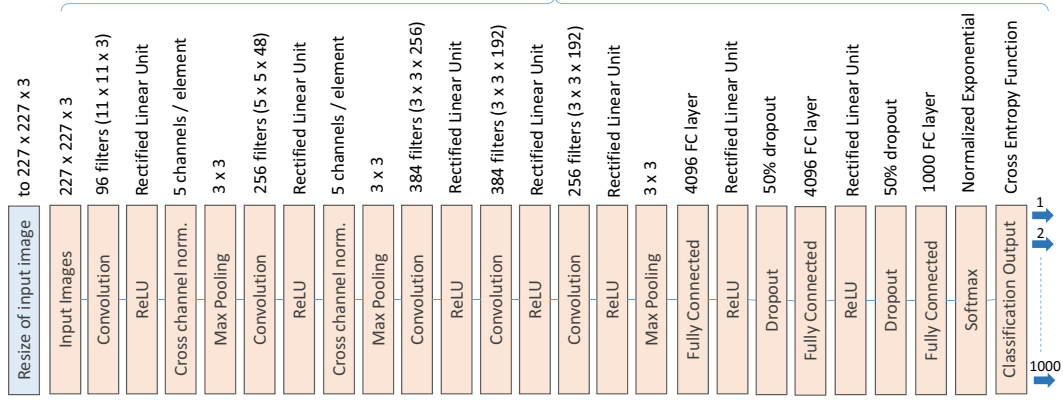 to 227 x 227 x 3
227 x 227 x 3
96 filters (11 x 11 x 3)
Rectified Linear Unit
5 channels / element
3 x 3
256 filters (5 x 5 x 48)
Rectified Linear Unit
5 channels / element
3 x 3
384 filters (3 x 3 x 256)
Rectified Linear Unit
384 filters (3 x 3 x 192)
Rectified Linear Unit
256 filters (3 x 3 x 192)
Rectified Linear Unit
3 x 3
4096 FC layer
Rectified Linear Unit
50% dropout
4096 FC layer
Rectified Linear Unit
50% dropout
1000 FC layer
Normalized Exponential
Cross Entropy Function
Resize of input image
Input Images
Convolution
ReLU
Cross channel norm.
Max Pooling
Convolution
ReLU
Cross channel norm.
Max Pooling
Convolution
ReLU
Convolution
ReLU
Convolution
ReLU
Max Pooling
Fully Connected
ReLU
Dropout
Fully Connected
ReLU
Dropout
Fully Connected
Softmax
Classification Output
1
2
1000